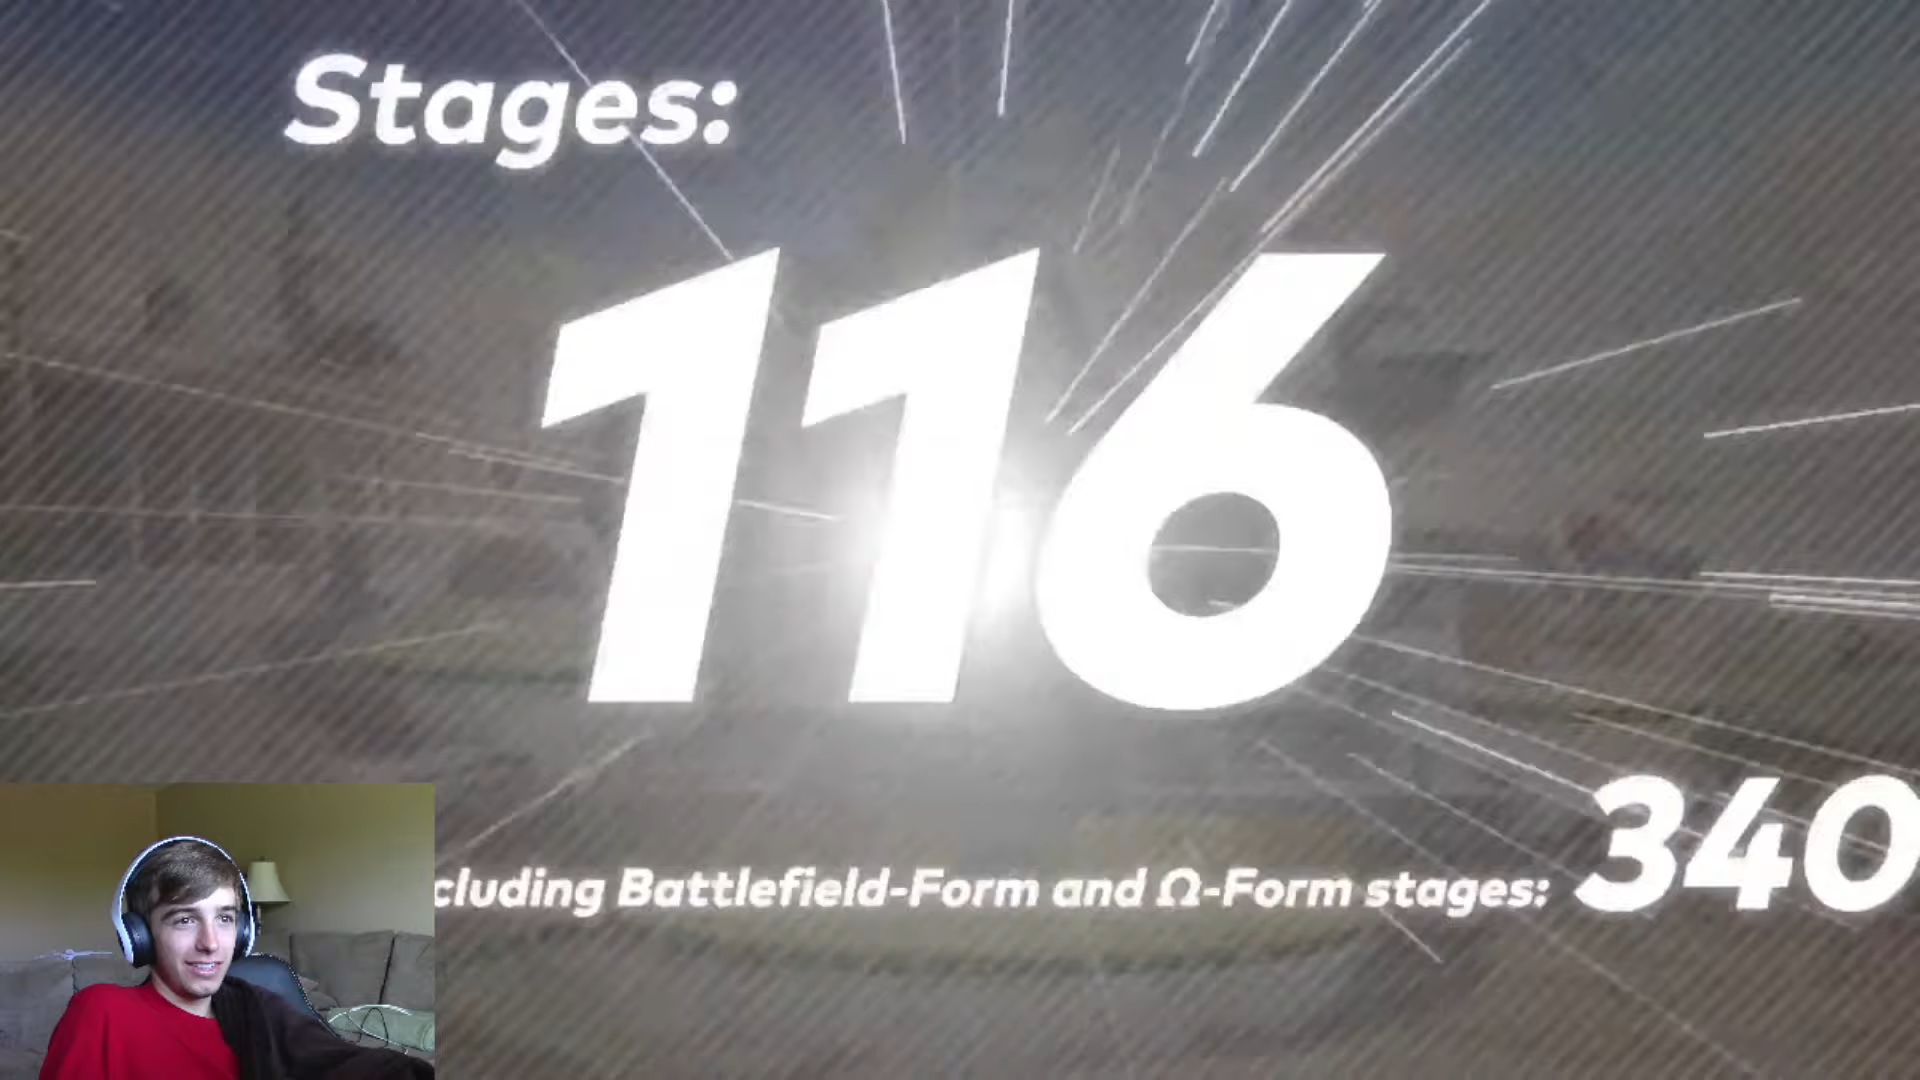 Stages:
116
cluding Battlefield-Form and Ω-Form stages: 340